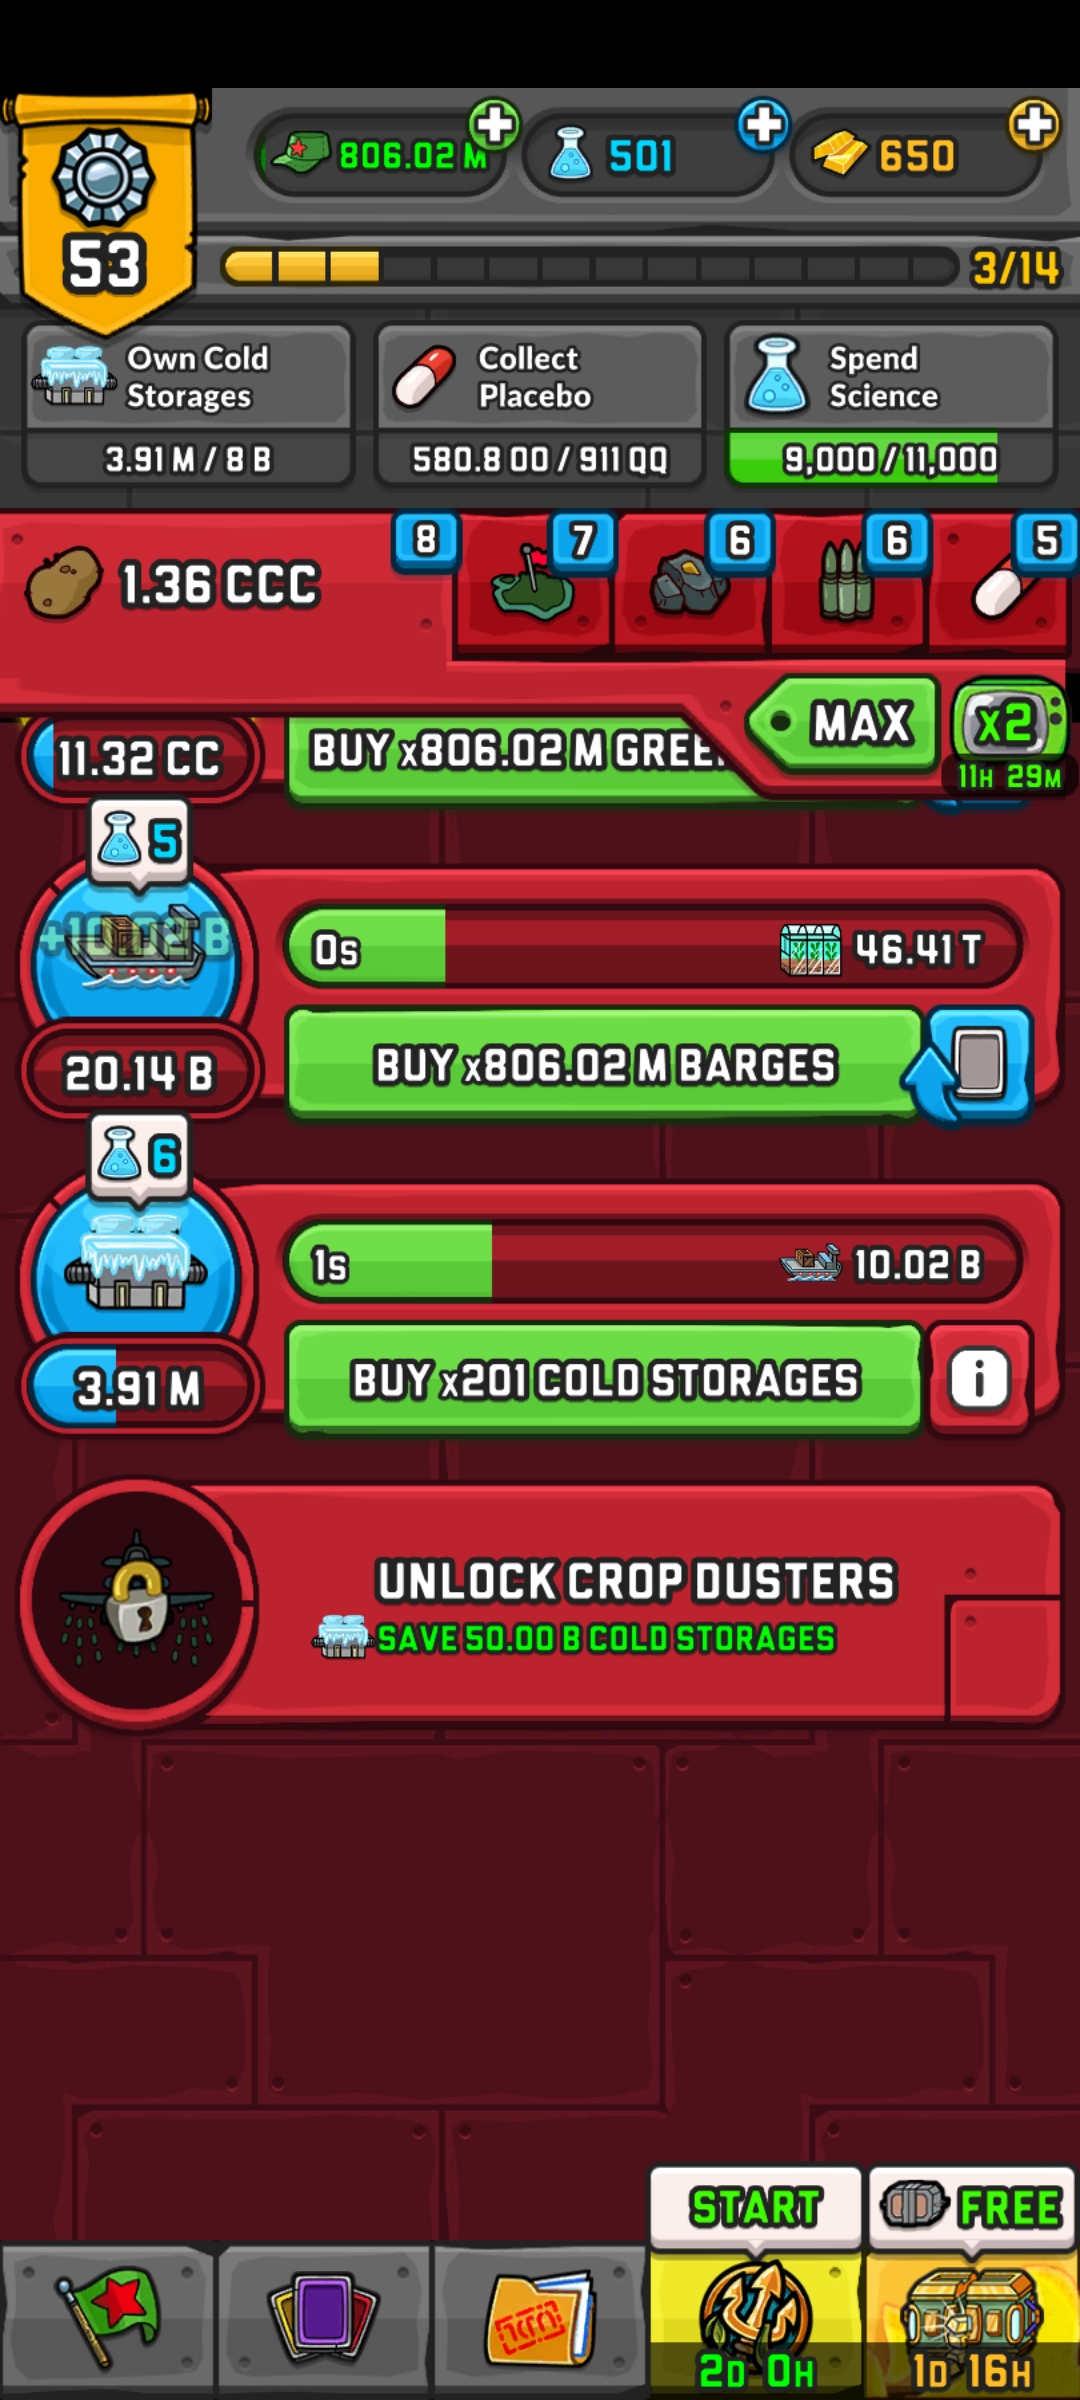 806.02 M
501
650
53
3/14
Own Cold
Storages
3.91 M / 8 B
Collect
Placebo
580.8 OO / 911 QQ
Spend
Science
9,000 / 11,000
1.36 CCC
8
7
6
6
5
MAX
x2
11H 29M
11.32 CC
BUY x806.02 M GREE
5
+10.02 B
0s
46.41 T
20.14 B
BUY x806.02 M BARGES
6
1s
10.02 B
3.91 M
BUY x201 COLD STORAGES
i
UNLOCK CROP DUSTERS
SAVE 50.00 B COLD STORAGES
START
FREE
2D 0H
1D 16H